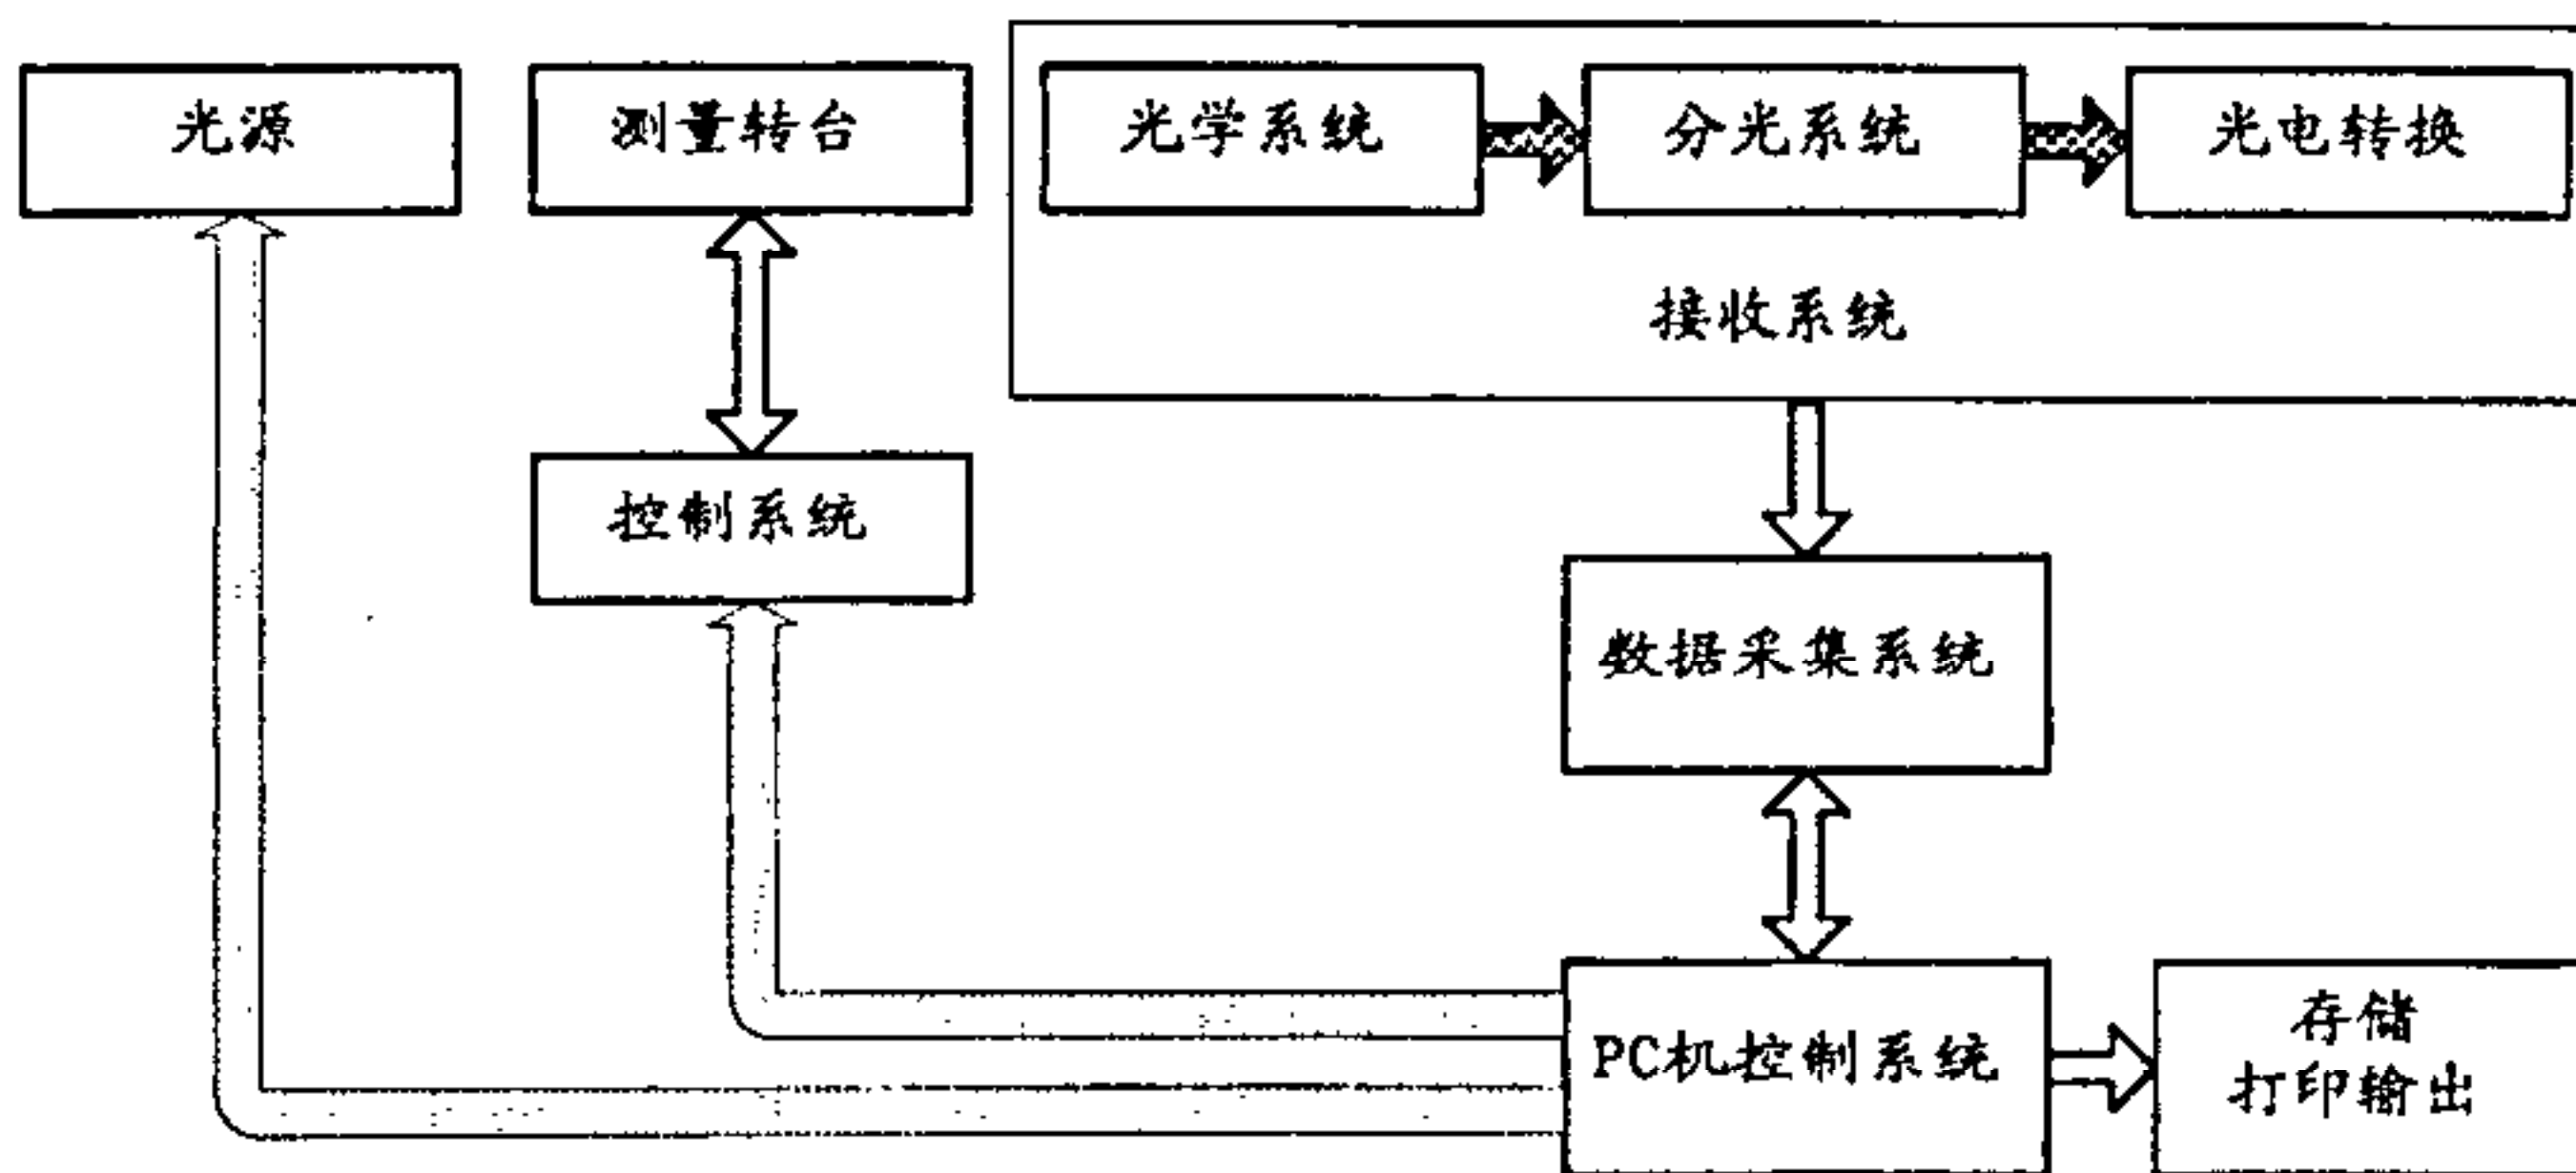 光源
测量转台
光学系统
分光系统
光电转换
接收系统
控制系统
数据采集系统
PC机控制系统
存储
打印输出